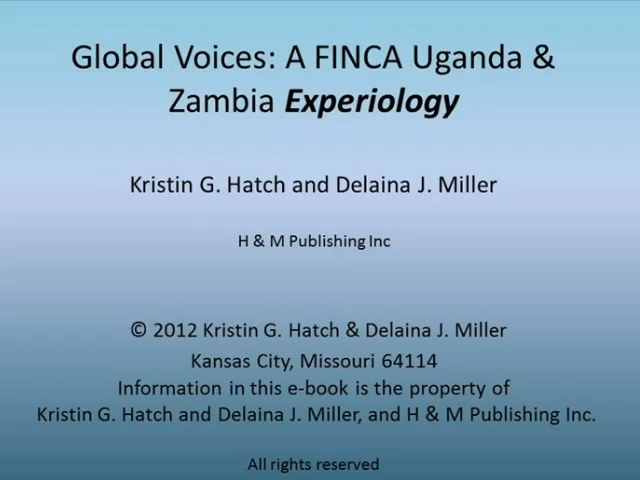 Global Voices: A FINCA Uganda &
Zambia Experiology
Kristin G. Hatch and Delaina J. Miller
H & M Publishing Inc
© 2012 Kristin G. Hatch & Delaina J. Miller
Kansas City, Missouri 64114
Information in this e-book is the property of
Kristin G. Hatch and Delaina J. Miller, and H & M Publishing Inc.
All rights reserved